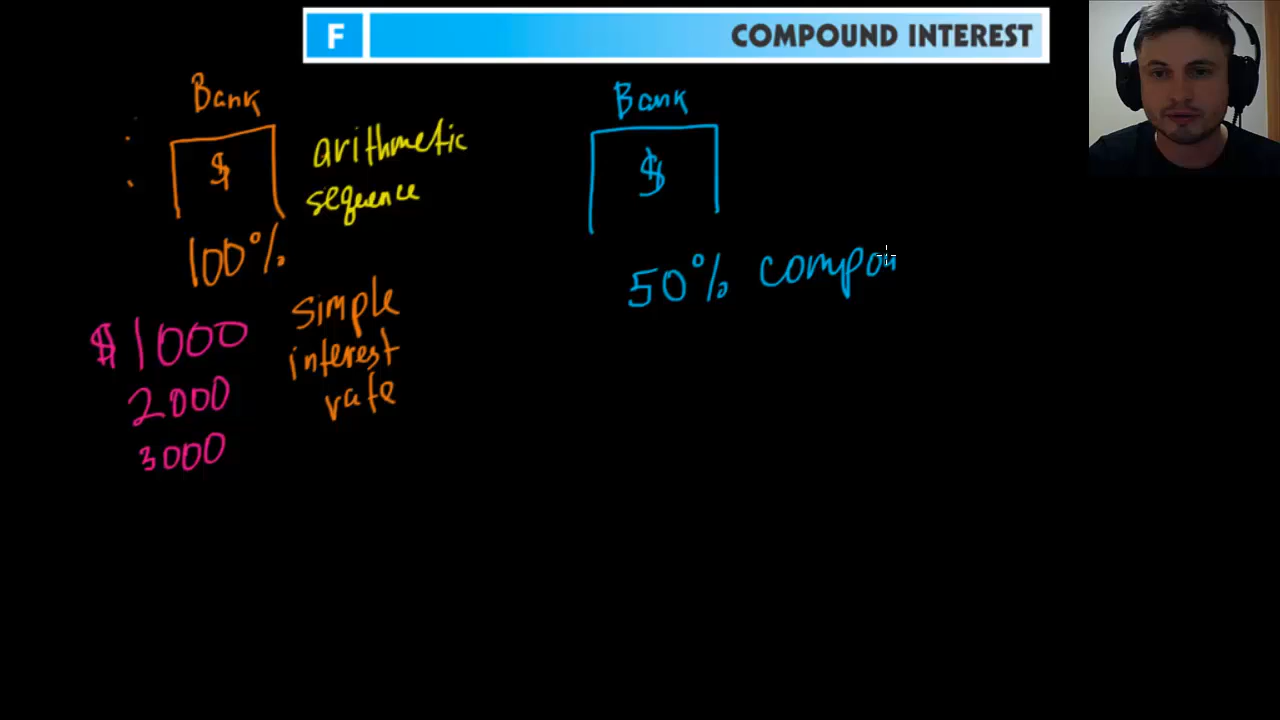 F
COMPOUND INTEREST
Bank
$
100%
arithmetic
sequence
simple
interest
rate
$1000
2000
3000
Bank
$
50% compou